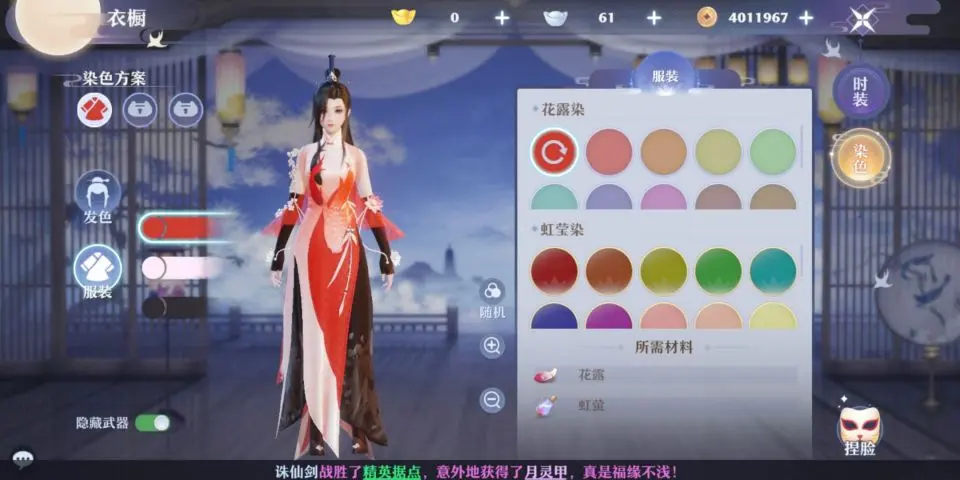 衣橱
0
61
4011967
染色方案
服装
时装
花露染
染色
发色
虹莹染
服装
随机
所需材料
花露
虹萤
隐藏武器
捏脸
诛仙剑战胜了精英据点，意外地获得了月灵甲，真是福缘不浅！